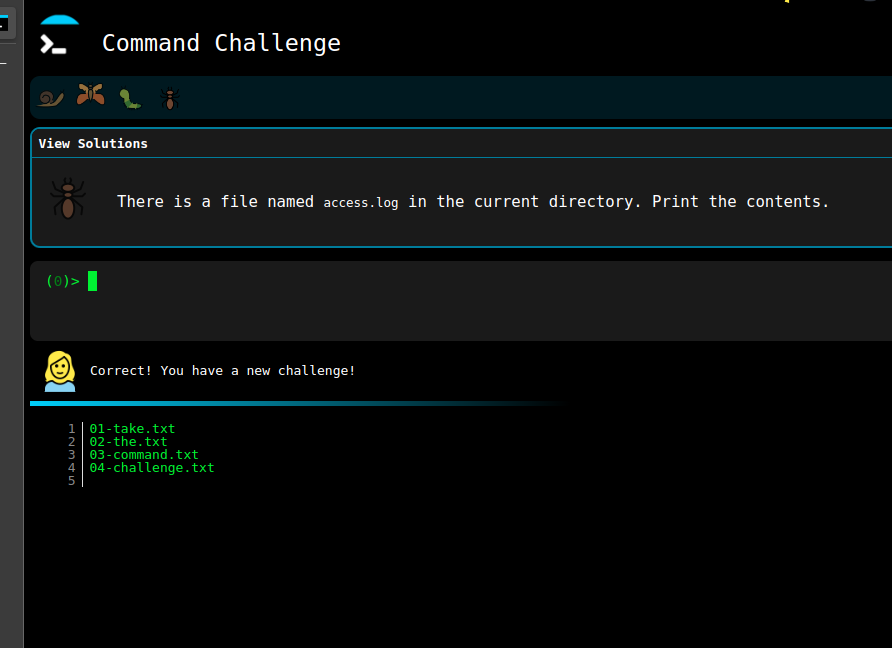 Command Challenge
View Solutions
There is a file named access.log in the current directory. Print the contents.
(0)>
Correct! You have a new challenge!
1 01-take.txt
2 02-the.txt
3 03-command.txt
4 04-challenge.txt
5